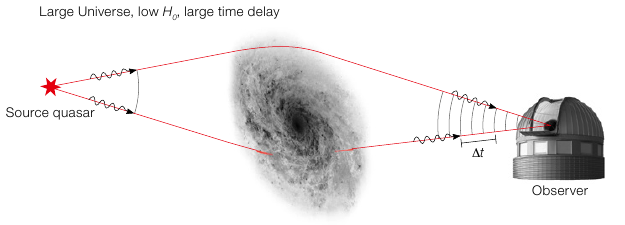 Large Universe, low H₀, large time delay
Source quasar
Δt
Observer